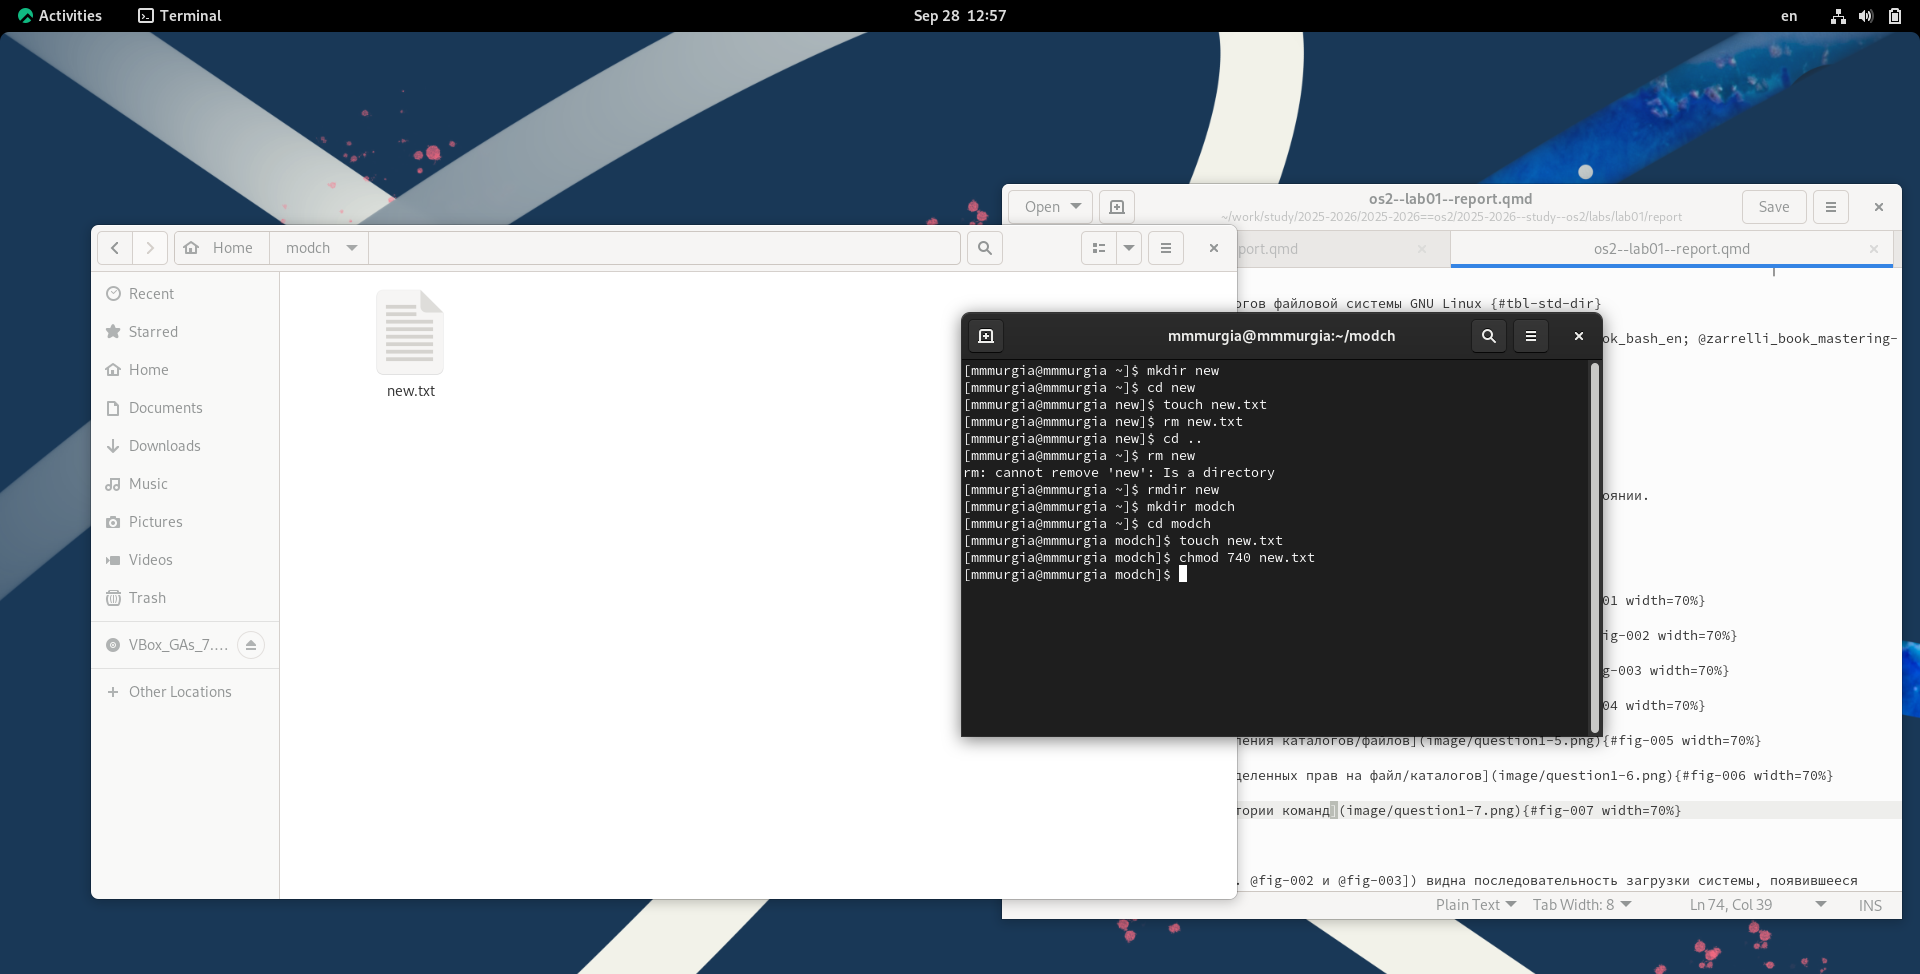 Activities
Terminal
Sep 28 12:57
en
Open
os2--lab01--report.qmd
~/work/study/2025-2026/2025-2026==os2/2025-2026--study--os2/labs/lab01/report
Save
port.qmd
os2--lab01--report.qmd
Home
modch
Recent
Starred
Home
Documents
Downloads
Music
Pictures
Videos
Trash
VBox_GAs_7....
Other Locations
new.txt
mmmurgia@mmmurgia:~/modch
[mmmurgia@mmmurgia ~]$ mkdir new
[mmmurgia@mmmurgia ~]$ cd new
[mmmurgia@mmmurgia new]$ touch new.txt
[mmmurgia@mmmurgia new]$ rm new.txt
[mmmurgia@mmmurgia new]$ cd ..
[mmmurgia@mmmurgia ~]$ rm new
rm: cannot remove 'new': Is a directory
[mmmurgia@mmmurgia ~]$ rmdir new
[mmmurgia@mmmurgia ~]$ mkdir modch
[mmmurgia@mmmurgia ~]$ cd modch
[mmmurgia@mmmurgia modch]$ touch new.txt
[mmmurgia@mmmurgia modch]$ chmod 740 new.txt
[mmmurgia@mmmurgia modch]$
огов файловой системы GNU Linux {#tbl-std-dir}
ok_bash_en; @zarrelli_book_mastering-
оянии.
01 width=70%}
ig-002 width=70%}
g-003 width=70%}
04 width=70%}
ления каталогов/файлов](image/question1-5.png){#fig-005 width=70%}
деленных прав на файл/каталогов](image/question1-6.png){#fig-006 width=70%}
тории команд](image/question1-7.png){#fig-007 width=70%}
. @fig-002 и @fig-003]) видна последовательность загрузки системы, появившееся
Plain Text
Tab Width: 8
Ln 74, Col 39
INS